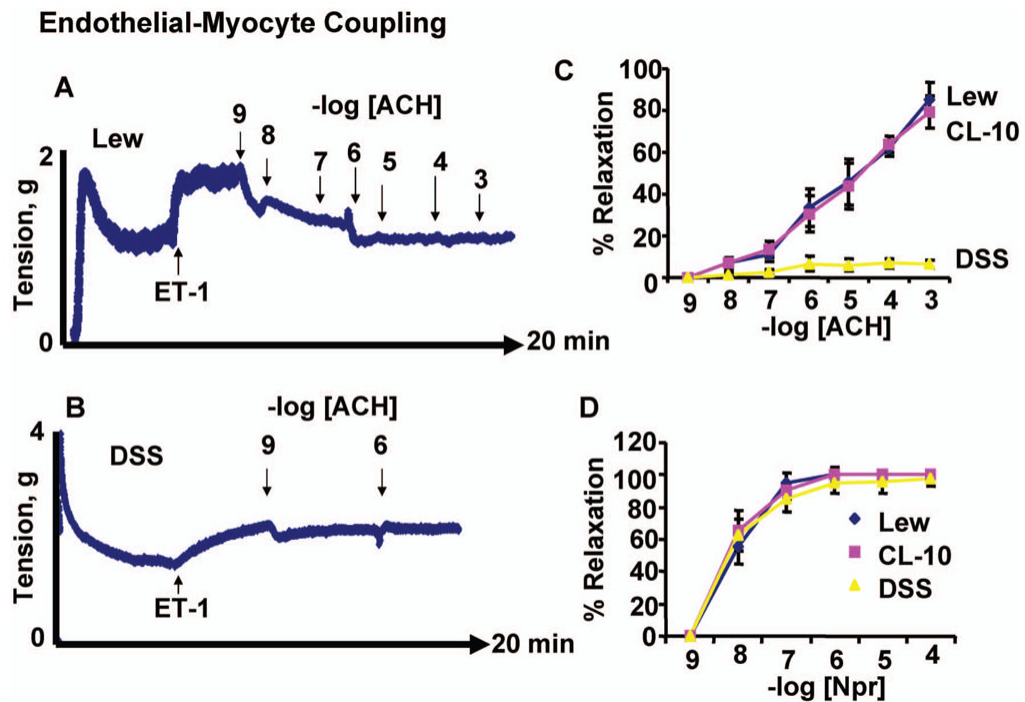 Endothelial-Myocyte Coupling
A
-log [ACH]
Lew
9
8
7
6
5
4
3
2
Tension, g
0
ET-1
20 min
B
-log [ACH]
4
DSS
9
6
Tension, g
0
ET-1
20 min
C
100
80
60
40
20
0
% Relaxation
Lew
CL-10
DSS
9 8 7 6 5 4 3
-log [ACH]
D
120
100
80
60
40
20
0
% Relaxation
Lew
CL-10
DSS
9 8 7 6 5 4
-log [Npr]